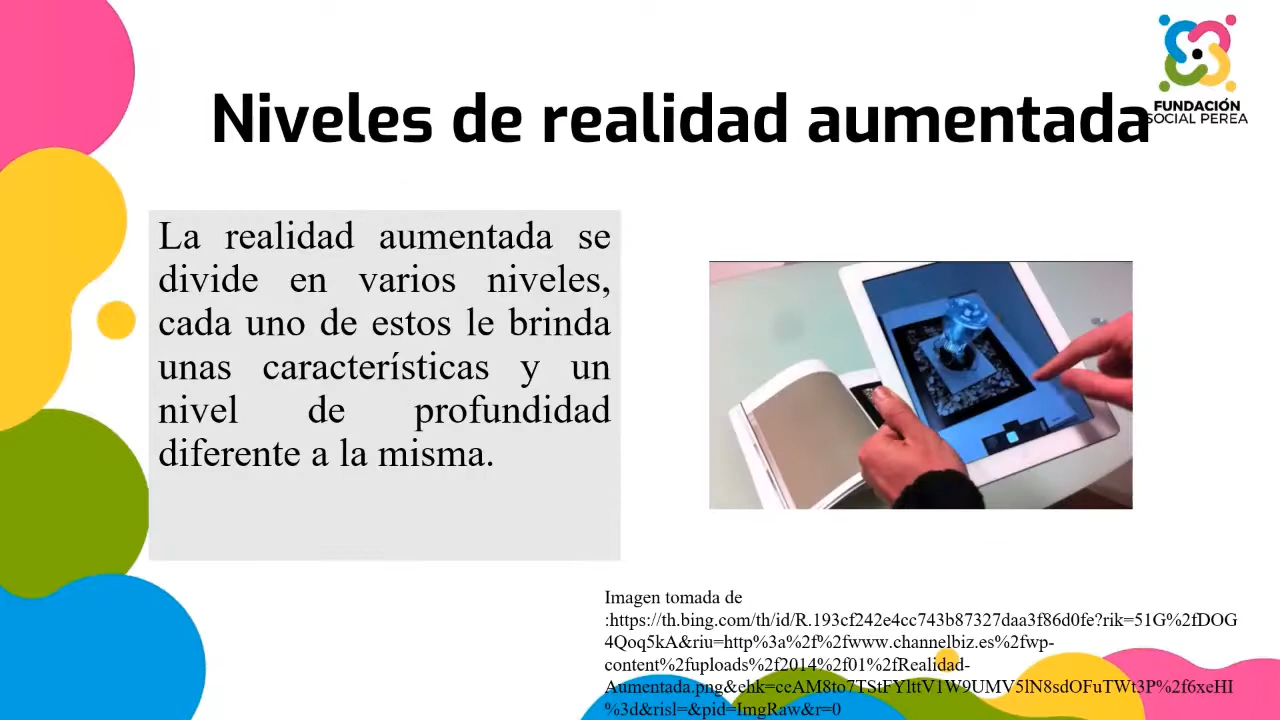 FUNDACIÓN
SOCIAL PEREA
Niveles de realidad aumentada
La realidad aumentada se
divide en varios niveles,
cada uno de estos le brinda
unas características y un
nivel de profundidad
diferente a la misma.
Imagen tomada de
:https://th.bing.com/th/id/R.193cf242e4cc743b87327daa3f86d0fe?rik=51G%2fDOG
4Qoq5kA&riu=http%3a%2f%2fwww.channelbiz.es%2fwp-
content%2fuploads%2f2014%2f01%2fRealidad-
Aumentada.png&ehk=ceAM8to7TStFYlttV1W9UMV5lN8sdOFuTWt3P%2f6xeHI
%3d&risl=&pid=ImgRaw&r=0